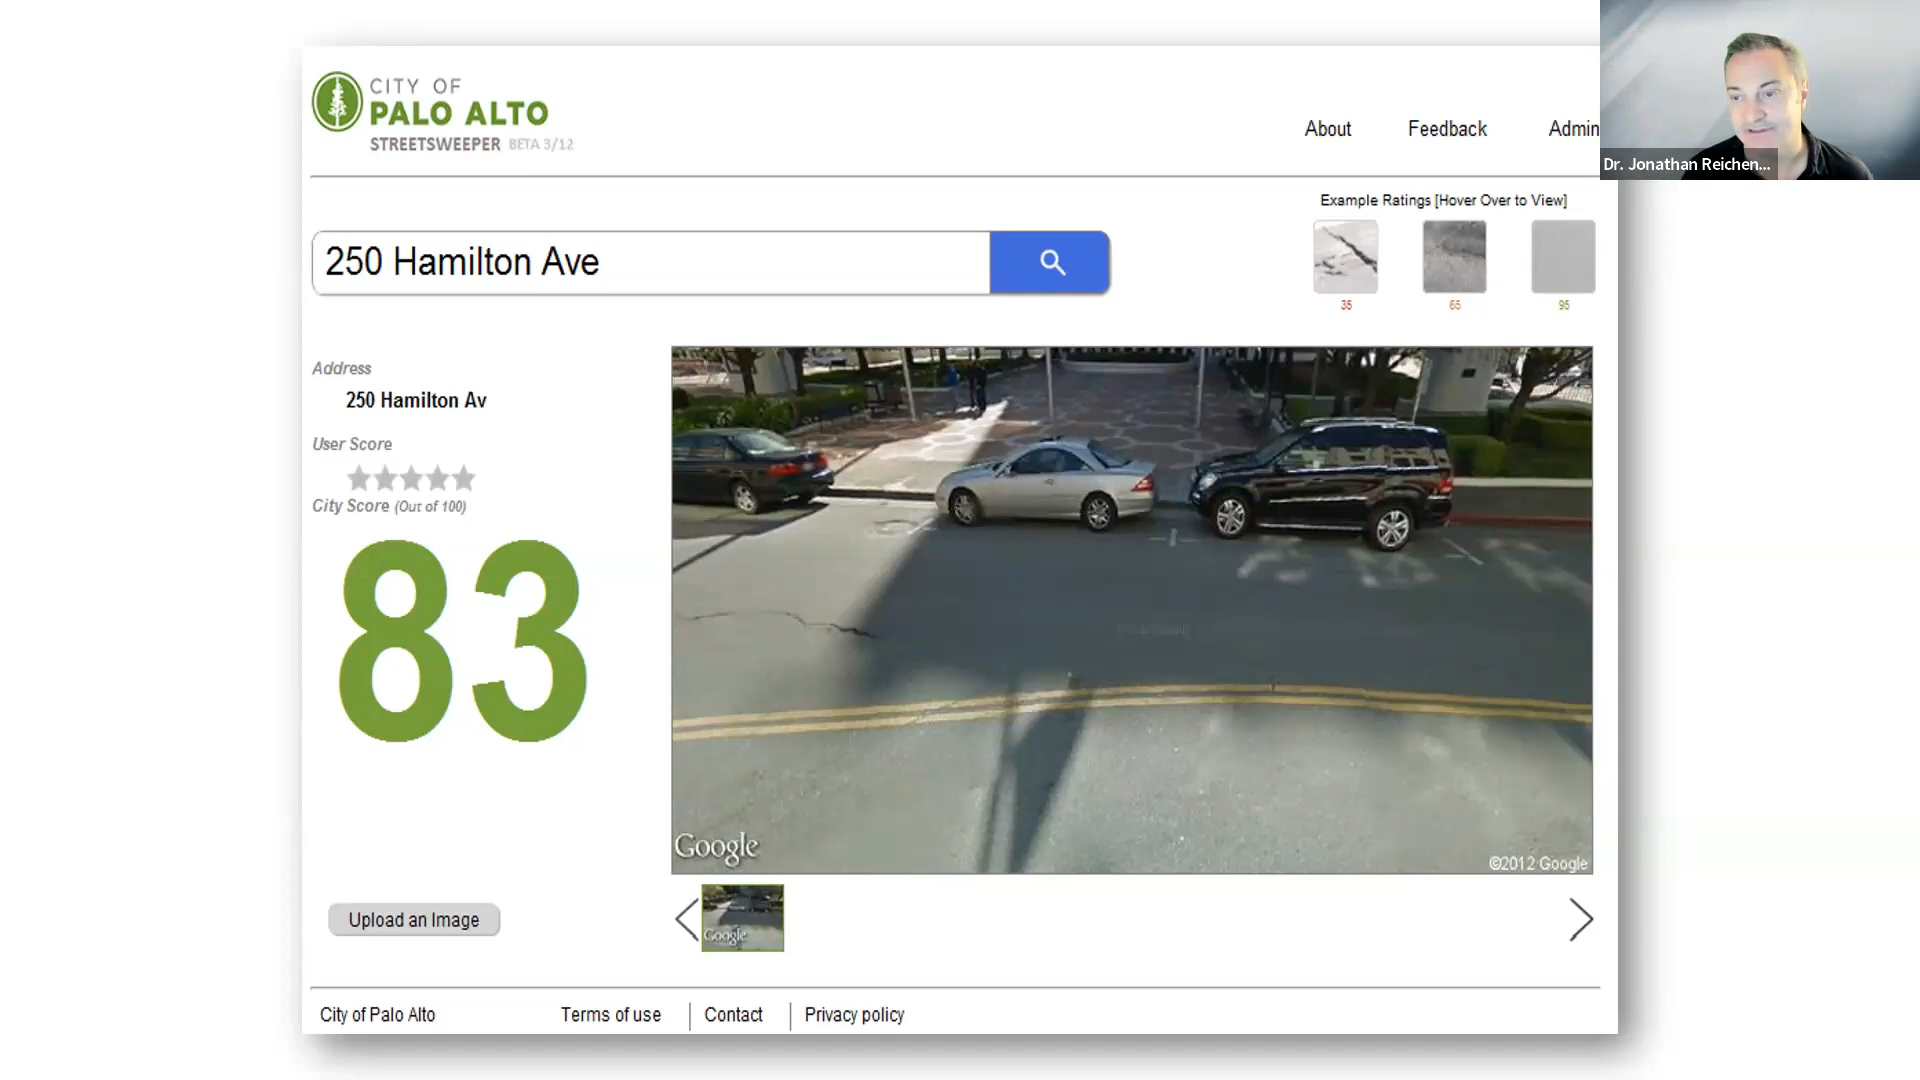 CITY OF
PALO ALTO
STREETSWEEPER BETA 3/12
About
Feedback
Admin
Dr. Jonathan Reichen...
Example Ratings [Hover Over to View]
35
65
95
250 Hamilton Ave
Address
250 Hamilton Av
User Score
City Score (Out of 100)
83
Google
©2012 Google
Upload an Image
Google
City of Palo Alto
Terms of use
Contact
Privacy policy